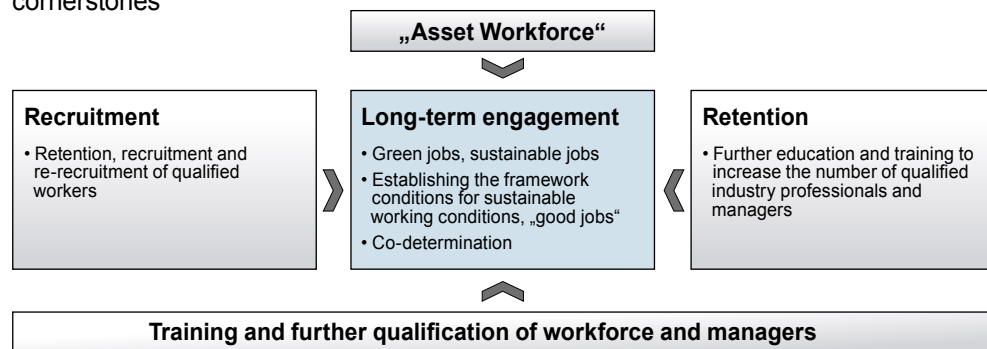 cornerstones
„Asset Workforce“
Recruitment
• Retention, recruitment and
re-recruitment of qualified
workers
Long-term engagement
• Green jobs, sustainable jobs
• Establishing the framework
conditions for sustainable
working conditions, „good jobs“
• Co-determination
Retention
• Further education and training to
increase the number of qualified
industry professionals and
managers
Training and further qualification of workforce and managers